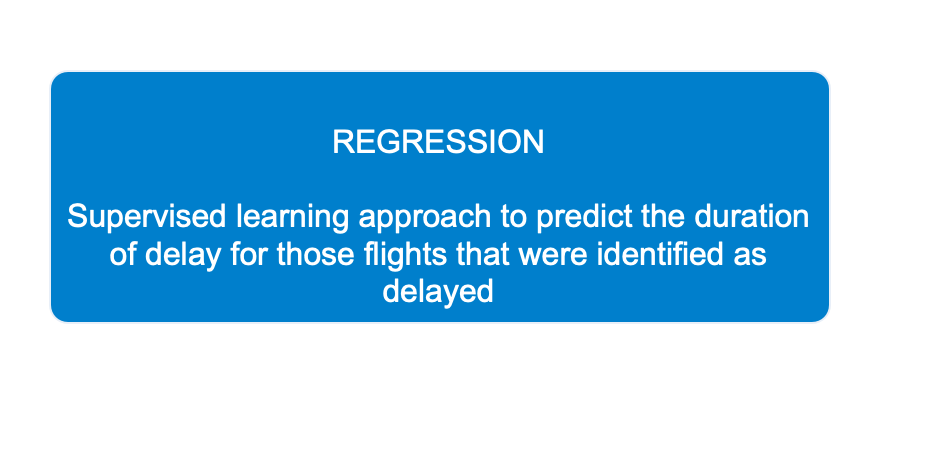 REGRESSION
Supervised learning approach to predict the duration
of delay for those flights that were identified as
delayed